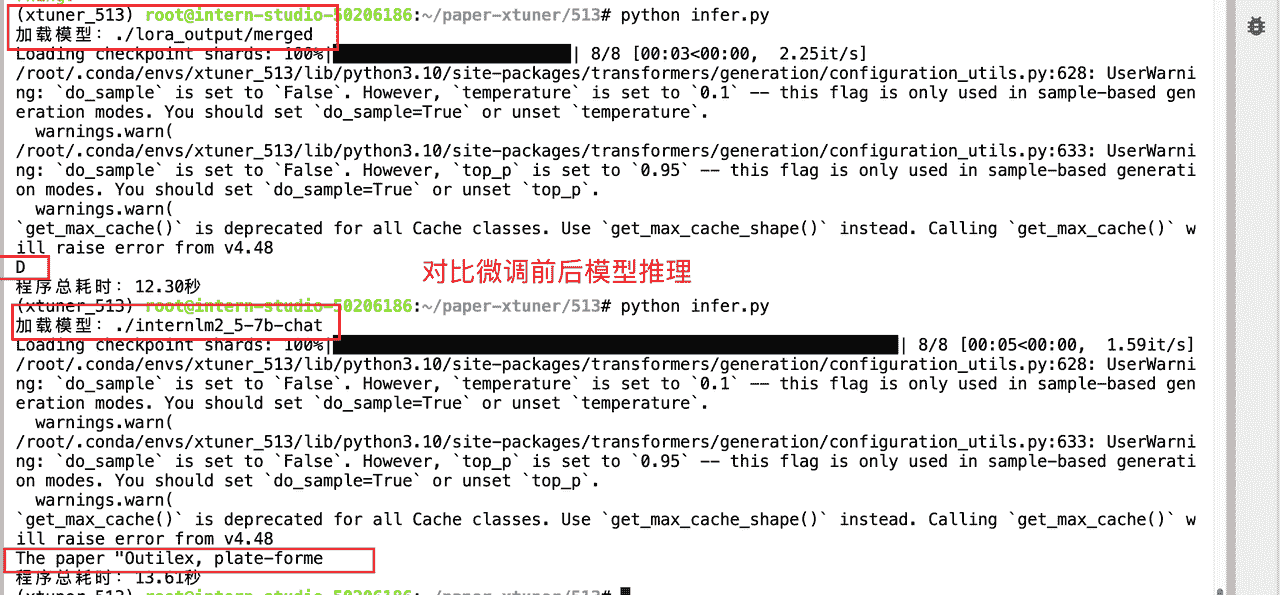 (xtuner_513) root@intern-studio-50206186:~/paper-xtuner/513# python infer.py
加载模型：./lora_output/merged
Loading checkpoint shards: 100%|██████████| 8/8 [00:03<00:00,  2.25it/s]
/root/.conda/envs/xtuner_513/lib/python3.10/site-packages/transformers/generation/configuration_utils.py:628: UserWarni
ng: `do_sample` is set to `False`. However, `temperature` is set to `0.1` -- this flag is only used in sample-based gen
eration modes. You should set `do_sample=True` or unset `temperature`.
warnings.warn(
/root/.conda/envs/xtuner_513/lib/python3.10/site-packages/transformers/generation/configuration_utils.py:633: UserWarni
ng: `do_sample` is set to `False`. However, `top_p` is set to `0.95` -- this flag is only used in sample-based generati
on modes. You should set `do_sample=True` or unset `top_p`.
warnings.warn(
`get_max_cache()` is deprecated for all Cache classes. Use `get_max_cache_shape()` instead. Calling `get_max_cache()` w
ill raise error from v4.48
D
对比微调前后模型推理
程序总耗时：12.30秒
(xtuner_513) root@intern-studio-50206186:~/paper-xtuner/513# python infer.py
加载模型：./internlm2_5-7b-chat
Loading checkpoint shards: 100%|██████████| 8/8 [00:05<00:00,  1.59it/s]
/root/.conda/envs/xtuner_513/lib/python3.10/site-packages/transformers/generation/configuration_utils.py:628: UserWarni
ng: `do_sample` is set to `False`. However, `temperature` is set to `0.1` -- this flag is only used in sample-based gen
eration modes. You should set `do_sample=True` or unset `temperature`.
warnings.warn(
/root/.conda/envs/xtuner_513/lib/python3.10/site-packages/transformers/generation/configuration_utils.py:633: UserWarni
ng: `do_sample` is set to `False`. However, `top_p` is set to `0.95` -- this flag is only used in sample-based generati
on modes. You should set `do_sample=True` or unset `top_p`.
warnings.warn(
`get_max_cache()` is deprecated for all Cache classes. Use `get_max_cache_shape()` instead. Calling `get_max_cache()` w
ill raise error from v4.48
The paper "Outilex, plate-forme
程序总耗时：13.61秒
(xtuner_513) root@intern-studio-50206186:~/paper-xtuner/513#